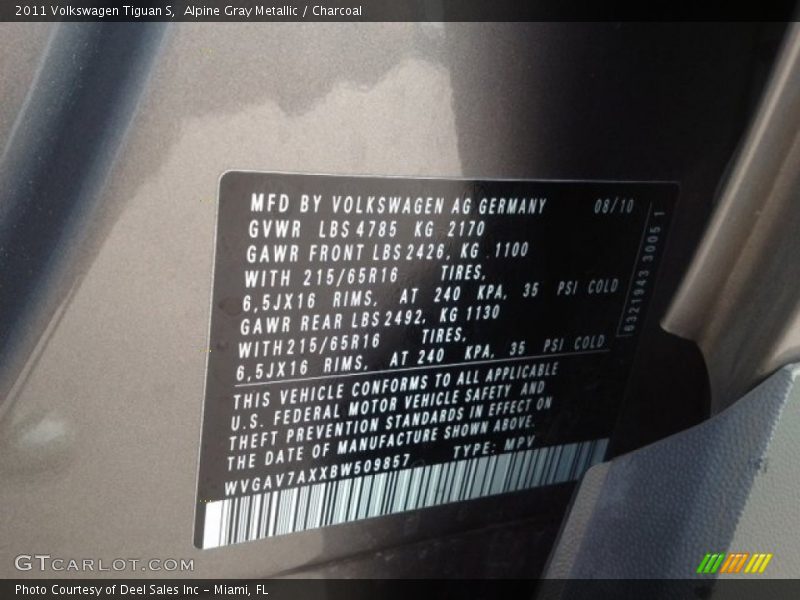 2011 Volkswagen Tiguan S,  Alpine Gray Metallic / Charcoal
MFD BY VOLKSWAGEN AG GERMANY 08/10
GVWR LBS 4785 KG 2170
GAWR FRONT LBS 2426, KG 1100
WITH 215/65R16 TIRES,
6,5JX16 RIMS, AT 240 KPA, 35 PSI COLD
GAWR REAR LBS 2492, KG 1130
WITH 215/65R16 TIRES,
6,5JX16 RIMS, AT 240 KPA, 35 PSI COLD
THIS VEHICLE CONFORMS TO ALL APPLICABLE
U.S. FEDERAL MOTOR VEHICLE SAFETY AND
THEFT PREVENTION STANDARDS IN EFFECT ON
THE DATE OF MANUFACTURE SHOWN ABOVE.
WVGAV7AXXBW509857 TYPE: MPV
6321943 3005 1
GTCARLOT.COM
Photo Courtesy of Deel Sales Inc – Miami, FL